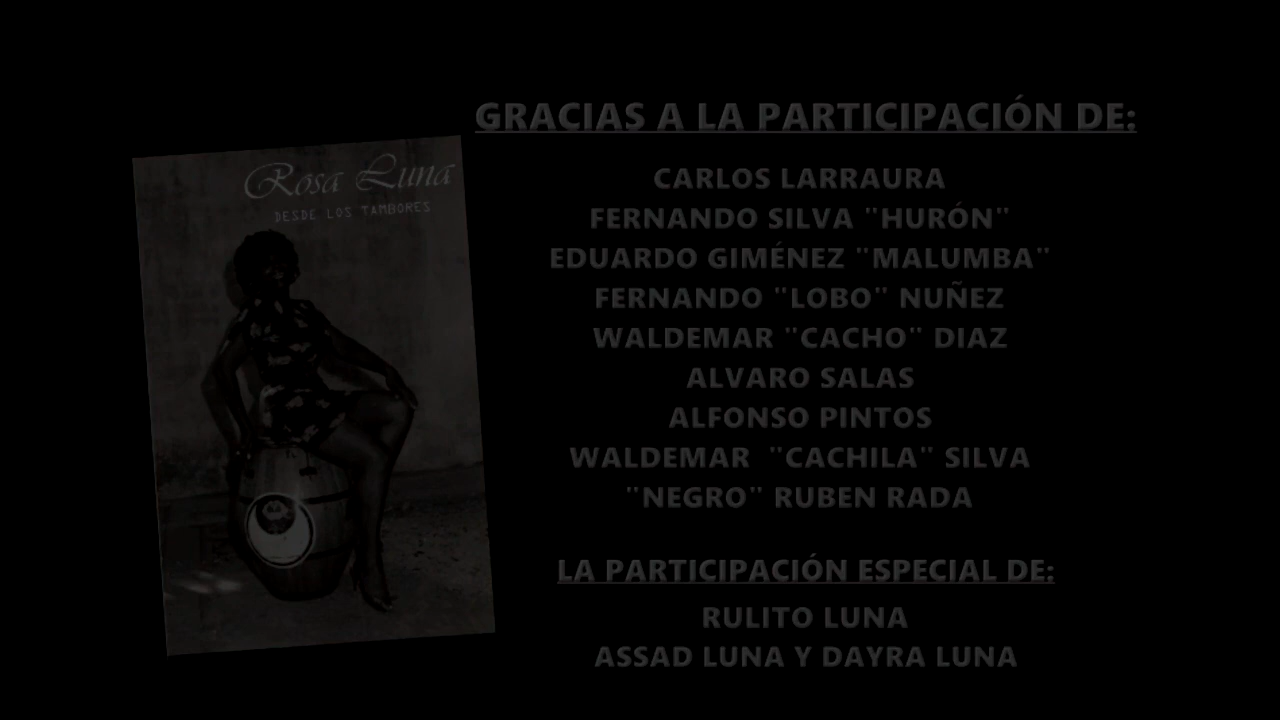 Rosa Luna
DESDE LOS TAMBORES
GRACIAS A LA PARTICIPACIÓN DE:
CARLOS LARRAURA
FERNANDO SILVA "HURÓN"
EDUARDO GIMÉNEZ "MALUMBA"
FERNANDO "LOBO" NUÑEZ
WALDEMAR "CACHO" DIAZ
ALVARO SALAS
ALFONSO PINTOS
WALDEMAR "CACHILA" SILVA
"NEGRO" RUBEN RADA
LA PARTICIPACIÓN ESPECIAL DE:
RULITO LUNA
ASSAD LUNA Y DAYRA LUNA